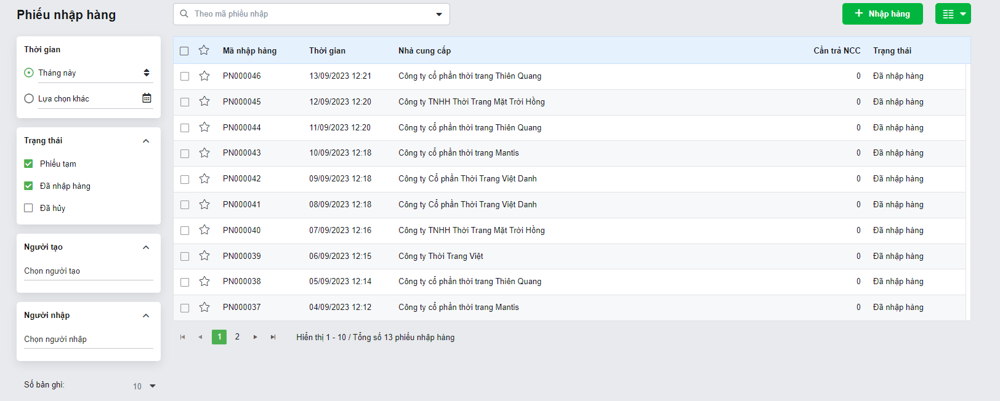 Phiếu nhập hàng
Theo mã phiếu nhập
Nhập hàng
Thời gian
Tháng này
Lựa chọn khác
Trạng thái
Phiếu tạm
Đã nhập hàng
Đã hủy
Người tạo
Chọn người tạo
Người nhập
Chọn người nhập
Số bản ghi: 10
Mã nhập hàng Thời gian Nhà cung cấp Cần trả NCC Trạng thái
PN000046 13/09/2023 12:21 Công ty cổ phần thời trang Thiên Quang 0 Đã nhập hàng
PN000045 12/09/2023 12:20 Công ty TNHH Thời Trang Mặt Trời Hồng 0 Đã nhập hàng
PN000044 11/09/2023 12:20 Công ty cổ phần thời trang Thiên Quang 0 Đã nhập hàng
PN000043 10/09/2023 12:18 Công ty cổ phần thời trang Mantis 0 Đã nhập hàng
PN000042 09/09/2023 12:18 Công ty Cổ phần Thời Trang Việt Danh 0 Đã nhập hàng
PN000041 08/09/2023 12:18 Công ty Cổ phần Thời Trang Việt Danh 0 Đã nhập hàng
PN000040 07/09/2023 12:16 Công ty TNHH Thời Trang Mặt Trời Hồng 0 Đã nhập hàng
PN000039 06/09/2023 12:15 Công ty Thời Trang Việt 0 Đã nhập hàng
PN000038 05/09/2023 12:14 Công ty cổ phần thời trang Thiên Quang 0 Đã nhập hàng
PN000037 04/09/2023 12:12 Công ty cổ phần thời trang Mantis 0 Đã nhập hàng
1 2 Hiển thị 1 - 10 / Tổng số 13 phiếu nhập hàng